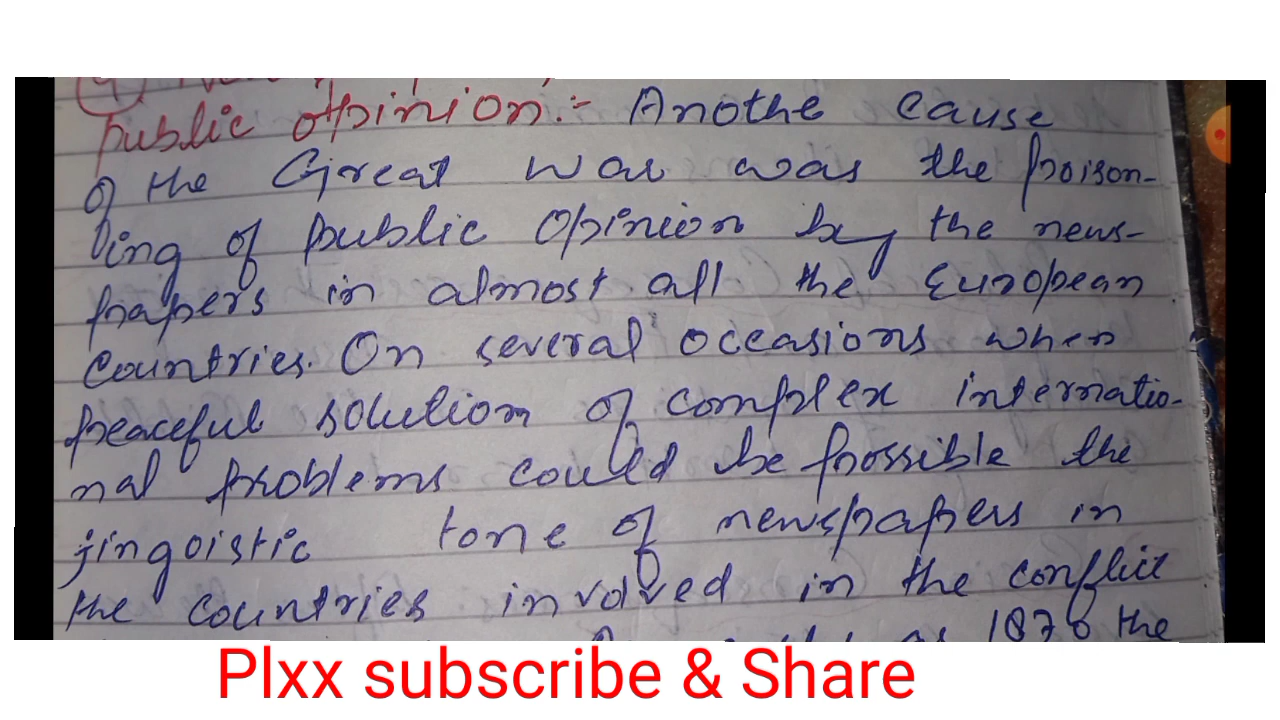 public opinion :- Anothe cause
of the Great War was the poison-
ing of public opinion by the news-
papers in almost all the European
Countries. On several occasions when
peaceful solution of complex internatio-
nal problems could be possible the
jingoistic tone of newspapers in
the countries involved in the conflict
as 1870 the
Plxx subscribe & Share